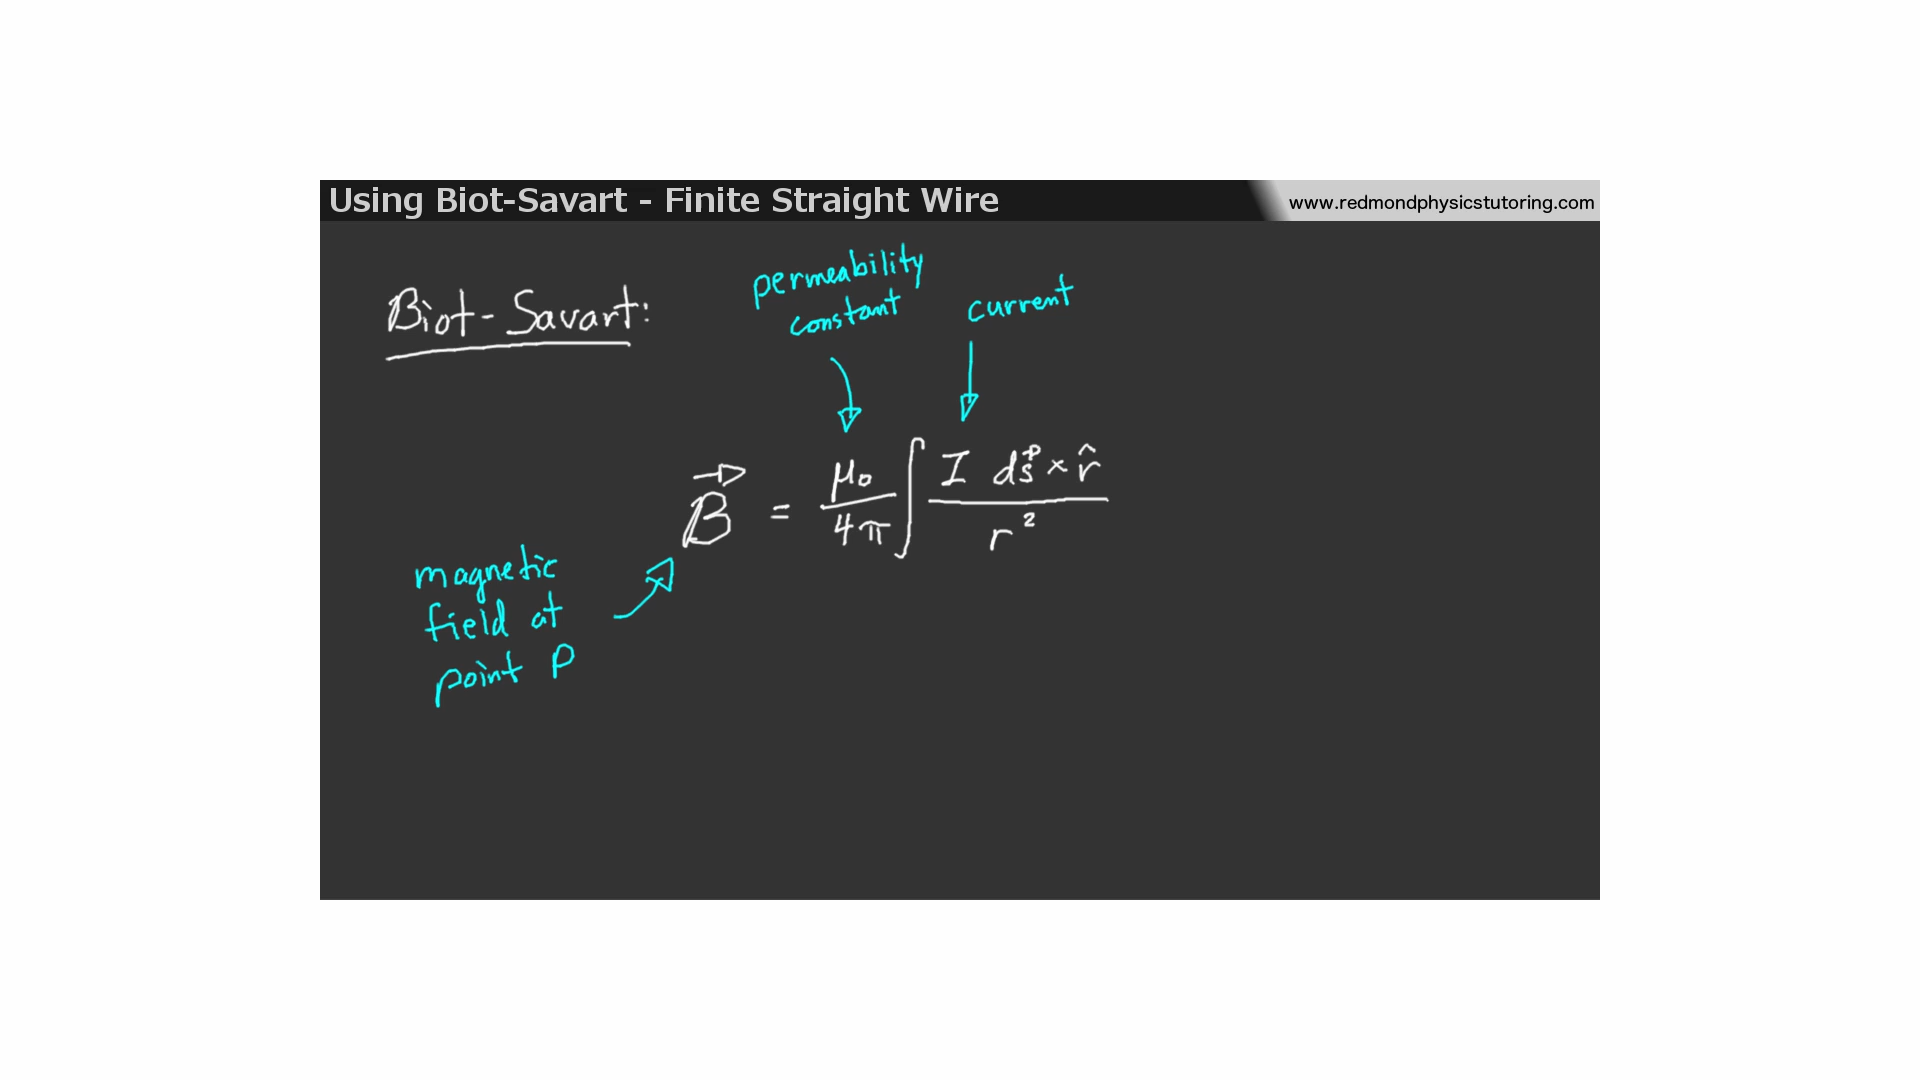 Using Biot-Savart - Finite Straight Wire
www.redmondphysicstutoring.com
Biot-Savart:
permeability
constant
current
B⃗ = μ₀/4π ∫ I ds⃗ × r̂ / r²
magnetic
field at
point P